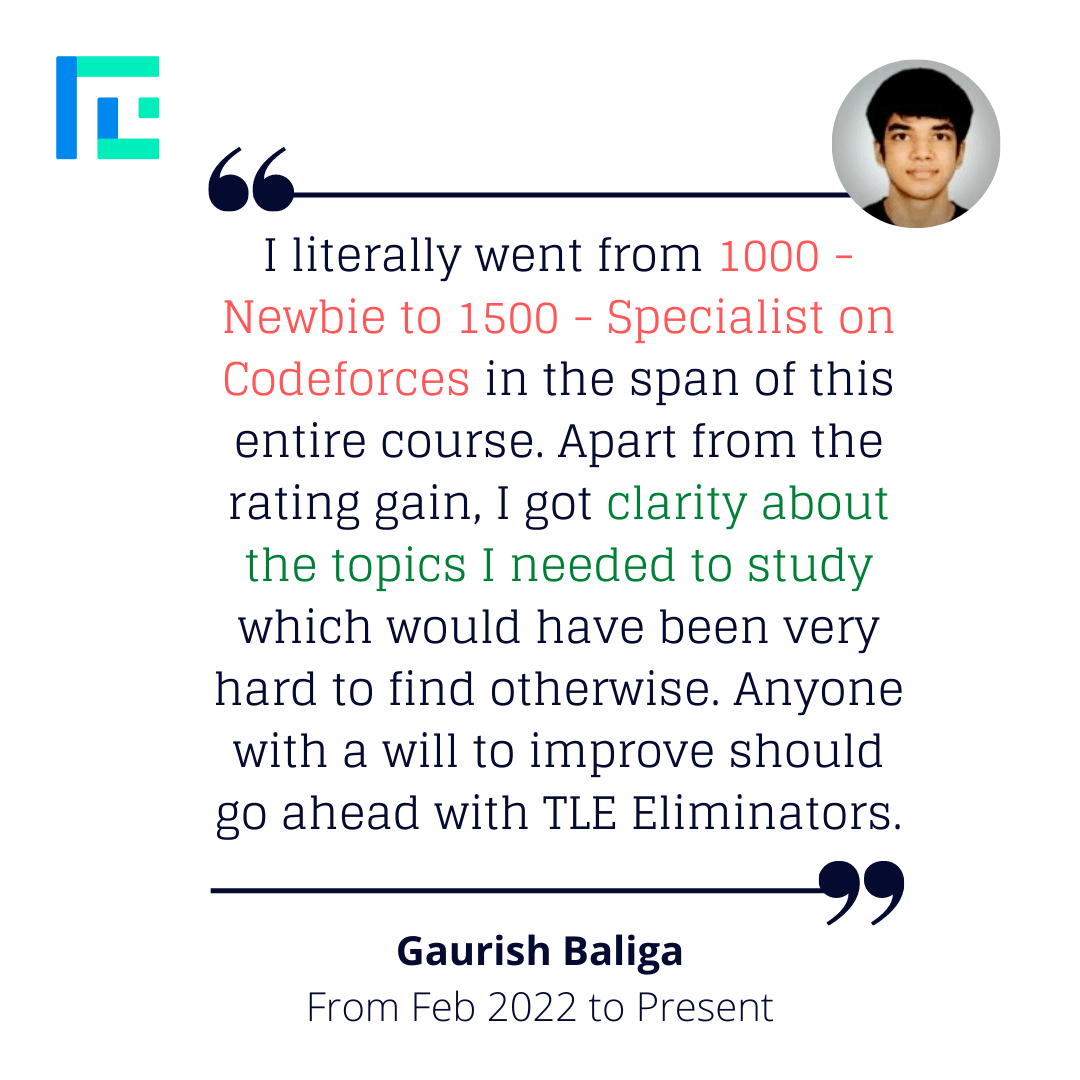 I literally went from 1000 -
Newbie to 1500 - Specialist on
Codeforces in the span of this
entire course. Apart from the
rating gain, I got clarity about
the topics I needed to study
which would have been very
hard to find otherwise. Anyone
with a will to improve should
go ahead with TLE Eliminators.
Gaurish Baliga
From Feb 2022 to Present